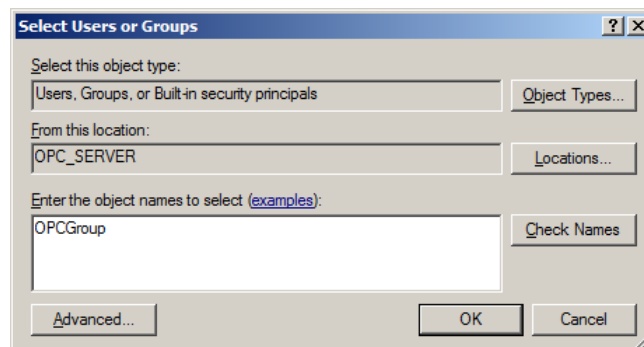 Select Users or Groups
Select this object type:
Users, Groups, or Built-in security principals
Object Types...
From this location:
OPC_SERVER
Locations...
Enter the object names to select (examples):
OPCGroup
Check Names
Advanced...
OK
Cancel